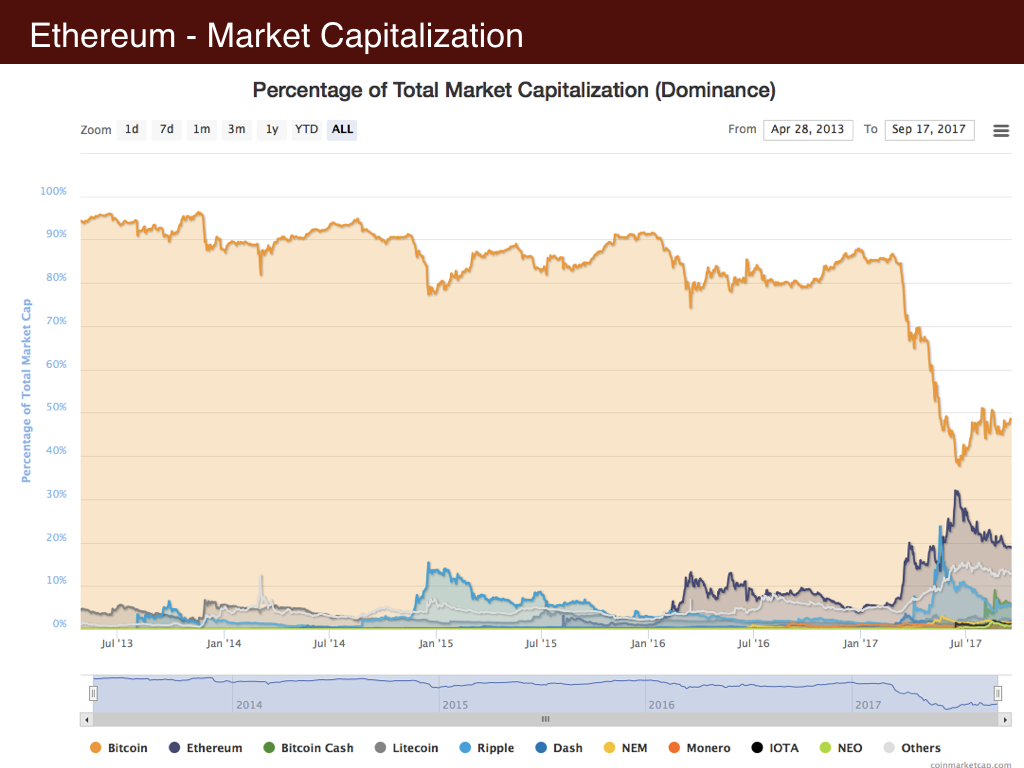 Ethereum - Market Capitalization
Percentage of Total Market Capitalization (Dominance)
Zoom 1d 7d 1m 3m 1y YTD ALL From Apr 28, 2013 To Sep 17, 2017
Percentage of Total Market Cap
100%
90%
80%
70%
60%
50%
40%
30%
20%
10%
0%
Jul '13 Jan '14 Jul '14 Jan '15 Jul '15 Jan '16 Jul '16 Jan '17 Jul '17
2014 2015 2016 2017
Bitcoin Ethereum Bitcoin Cash Litecoin Ripple Dash NEM Monero IOTA NEO Others
coinmarketcap.com